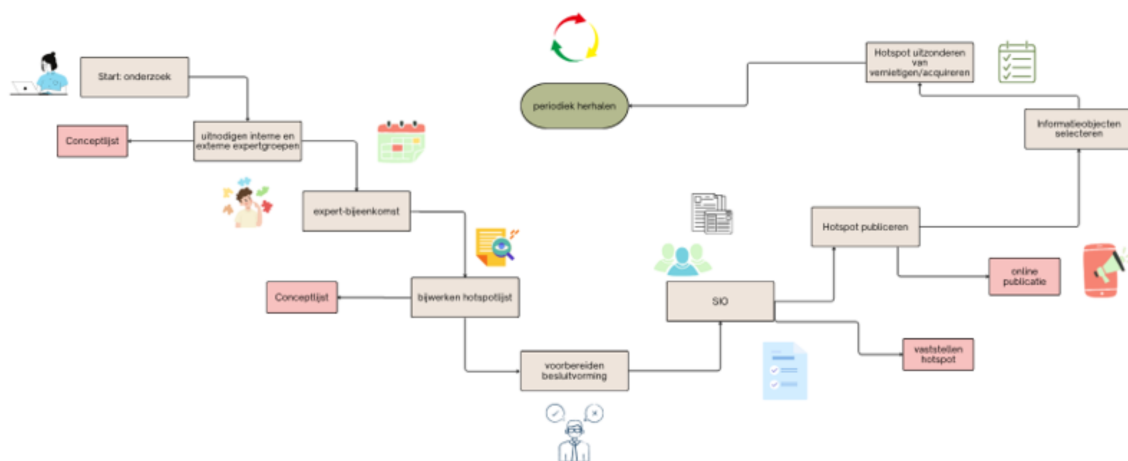 Start: onderzoek
Conceptlijst
uitnodigen interne en
externe expertgroepen
expert-bijeenkomst
Conceptlijst
bijwerken hotspotlijst
voorbereiden
besluitvorming
SIO
vaststellen
hotspot
Hotspot publiceren
online
publicatie
Informatieobjecten
selecteren
Hotspot uitzonderen
van
vernietigen/acquireren
periodiek herhalen